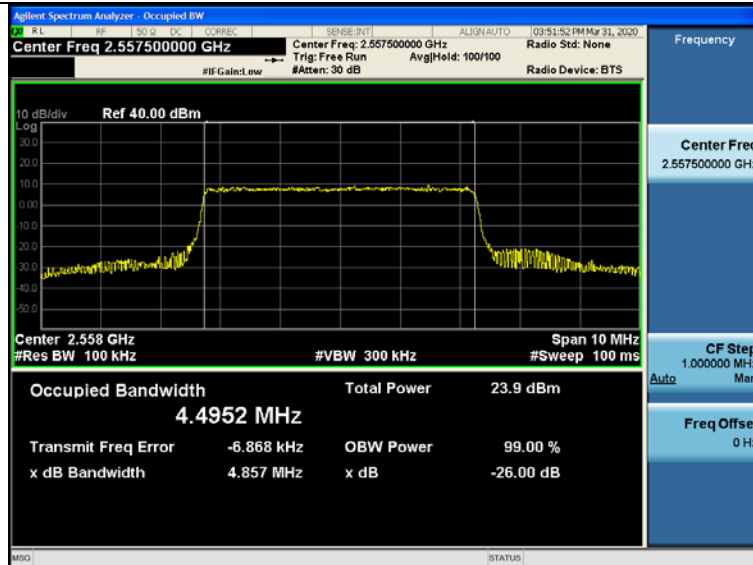 Agilent Spectrum Analyzer - Occupied BW
RL RF 50 Ω DC CORREC SENSE:INT ALIGN AUTO 03:51:52 PM Mar 31, 2020
Center Freq 2.557500000 GHz Center Freq: 2.557500000 GHz Radio Std: None Frequency
Trig: Free Run Avg|Hold: 100/100
#IFGain:Low #Atten: 30 dB Radio Device: BTS
10 dB/div Ref 40.00 dBm
Log
30.0
20.0
10.0
0.00
-10.0
-20.0
-30.0
-40.0
-50.0
Center Freq
2.557500000 GHz
Center 2.558 GHz Span 10 MHz
#Res BW 100 kHz #VBW 300 kHz #Sweep 100 ms
CF Step
1.000000 MHz
Auto Man
Occupied Bandwidth Total Power 23.9 dBm
4.4952 MHz
Transmit Freq Error -6.868 kHz OBW Power 99.00 %
x dB Bandwidth 4.857 MHz x dB -26.00 dB
Freq Offse
0 Hz
MSG STATUS